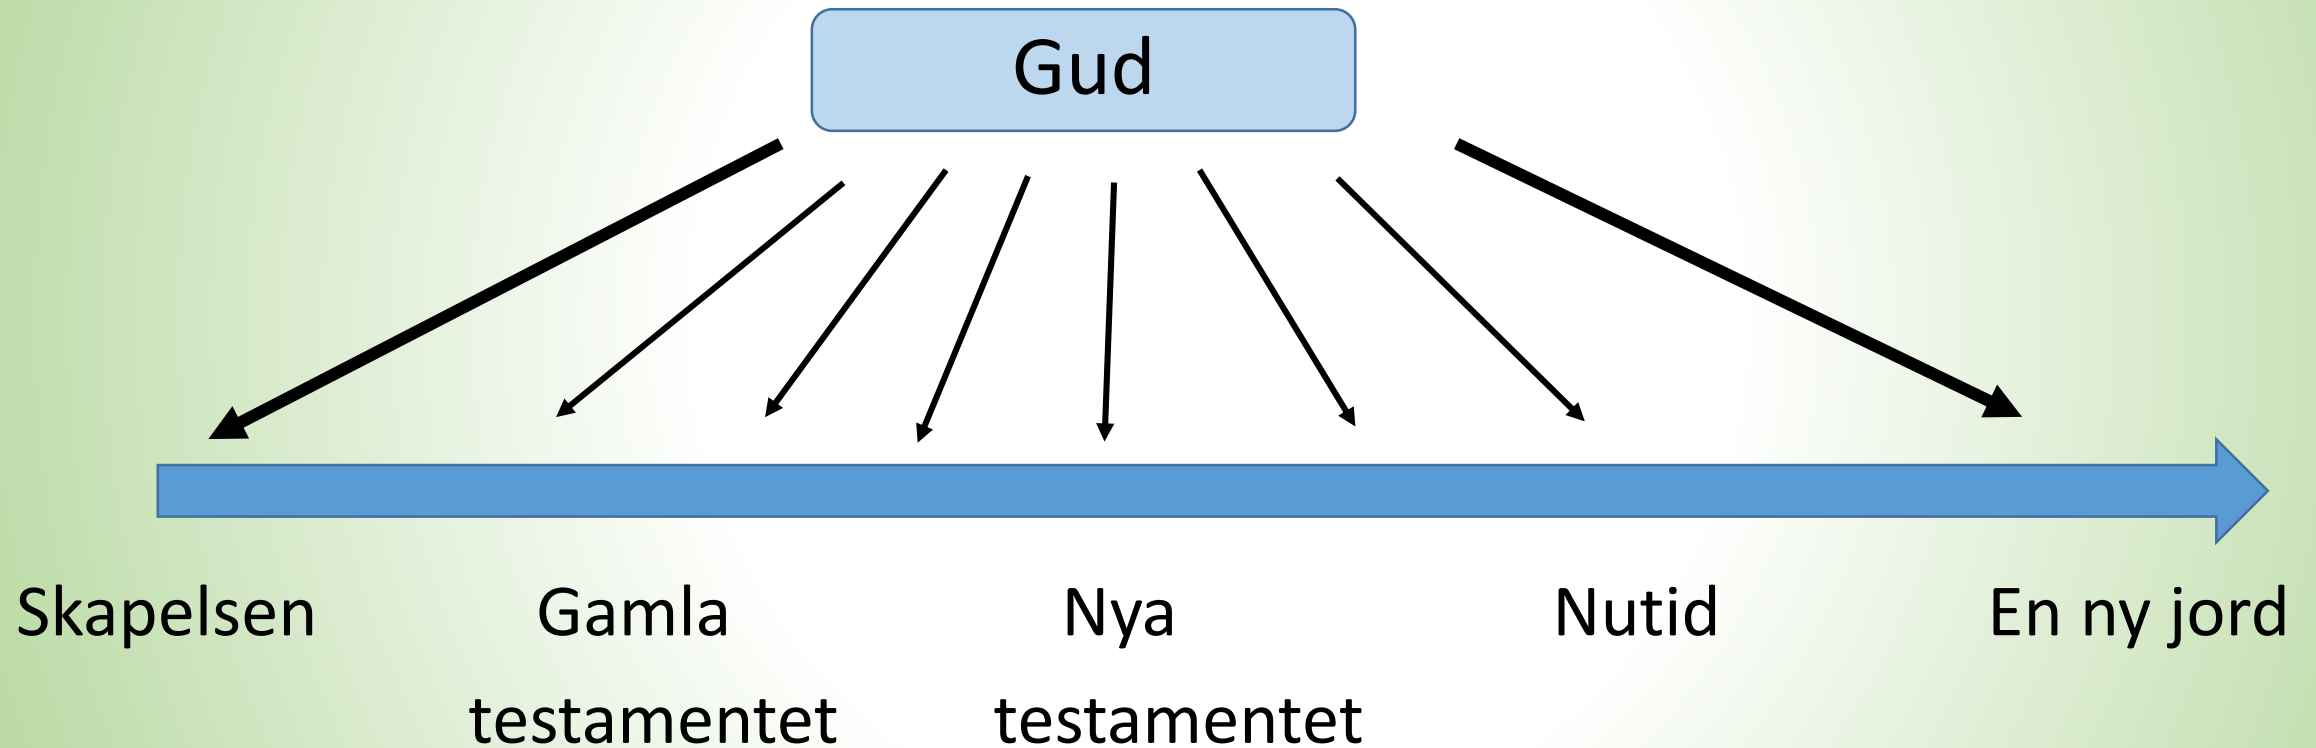 Gud
Skapelsen
Gamla
testamentet
Nya
testamentet
Nutid
En ny jord